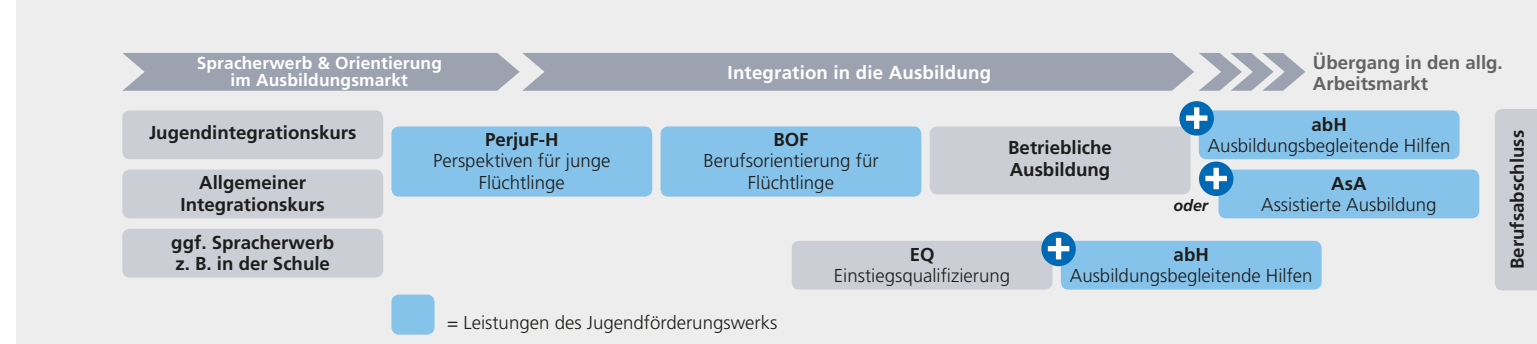 Spracherwerb & Orientierung
im Ausbildungsmarkt
Integration in die Ausbildung
Übergang in den allg.
Arbeitsmarkt
Jugendintegrationskurs
Allgemeiner
Integrationskurs
ggf. Spracherwerb
z. B. in der Schule
PerjuF-H
Perspektiven für junge
Flüchtlinge
BOF
Berufsorientierung für
Flüchtlinge
Betriebliche
Ausbildung
abH
Ausbildungsbegleitende Hilfen
oder
AsA
Assistierte Ausbildung
EQ
Einstiegsqualifizierung
abH
Ausbildungsbegleitende Hilfen
Berufsabschluss
= Leistungen des Jugendförderungswerks